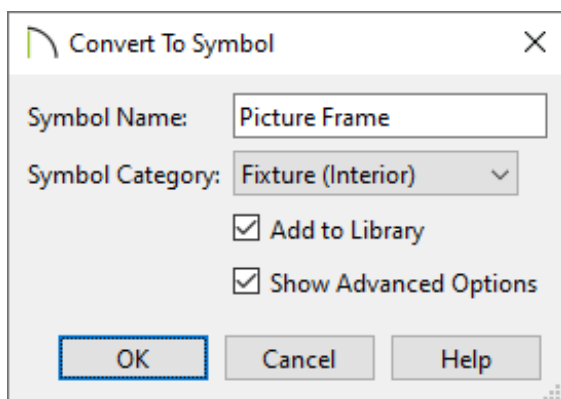 Convert To Symbol
Symbol Name: Picture Frame
Symbol Category: Fixture (Interior)
Add to Library
Show Advanced Options
OK Cancel Help